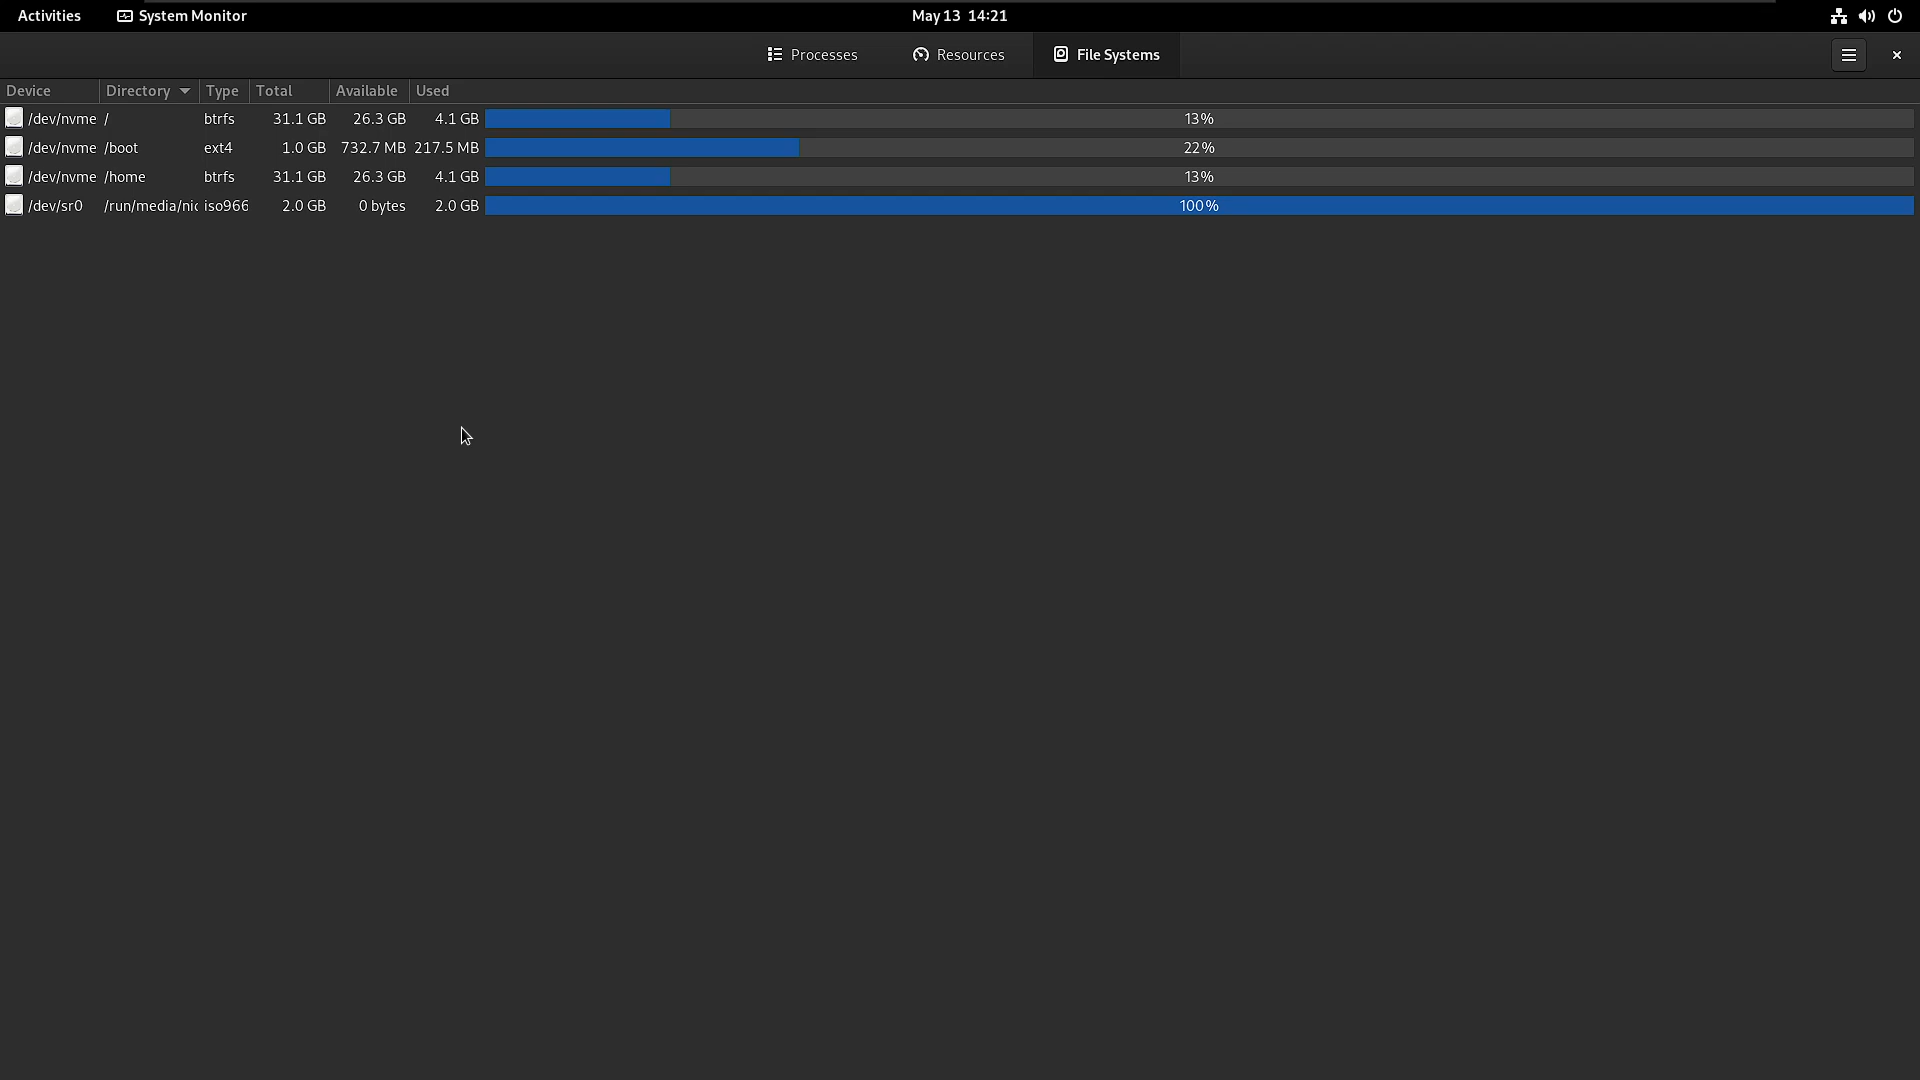 Activities System Monitor May 13 14:21
Processes Resources File Systems
Device Directory Type Total Available Used
/dev/nvme / btrfs 31.1 GB 26.3 GB 4.1 GB 13%
/dev/nvme /boot ext4 1.0 GB 732.7 MB 217.5 MB 22%
/dev/nvme /home btrfs 31.1 GB 26.3 GB 4.1 GB 13%
/dev/sr0 /run/media/nic iso966 2.0 GB 0 bytes 2.0 GB 100%